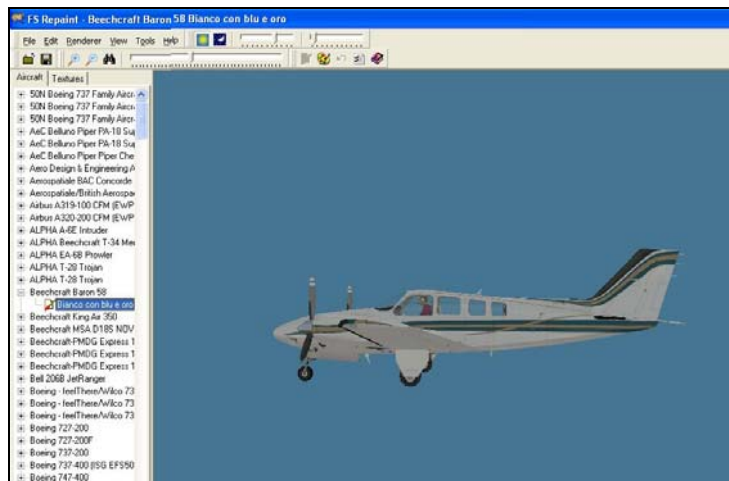 FS Repaint - Beechcraft Baron 58 Bianco con blu e oro
File Edit Renderer View Tools Help
Aircraft Textures
50N Boeing 737 Family Aircr
50N Boeing 737 Family Aircr
50N Boeing 737 Family Aircr
AeC Belluno Piper PA-18 Su
AeC Belluno Piper PA-18 Su
AeC Belluno Piper Piper Che
Aero Design & Engineering A
Aerospatiale BAC Concorde
Aerospatiale/British Aerospa
Airbus A319-100 CFM (EWP
Airbus A320-200 CFM (EWP
ALPHA A-6E Intruder
ALPHA Beechcraft T-34 Me
ALPHA EA-6B Prowler
ALPHA T-28 Trojan
ALPHA T-28 Trojan
Beechcraft Baron 58
Bianco con blu e oro
Beechcraft King Air 350
Beechcraft MSA D18S NOV
Beechcraft-PMDG Express 1
Beechcraft-PMDG Express 1
Beechcraft-PMDG Express 1
Bell 206B JetRanger
Boeing - feelThere/Wilco 73
Boeing - feelThere/Wilco 73
Boeing - feelThere/Wilco 73
Boeing 727-200
Boeing 727-200F
Boeing 737-200
Boeing 737-400 (ISG EFS50
Boeing 747-400